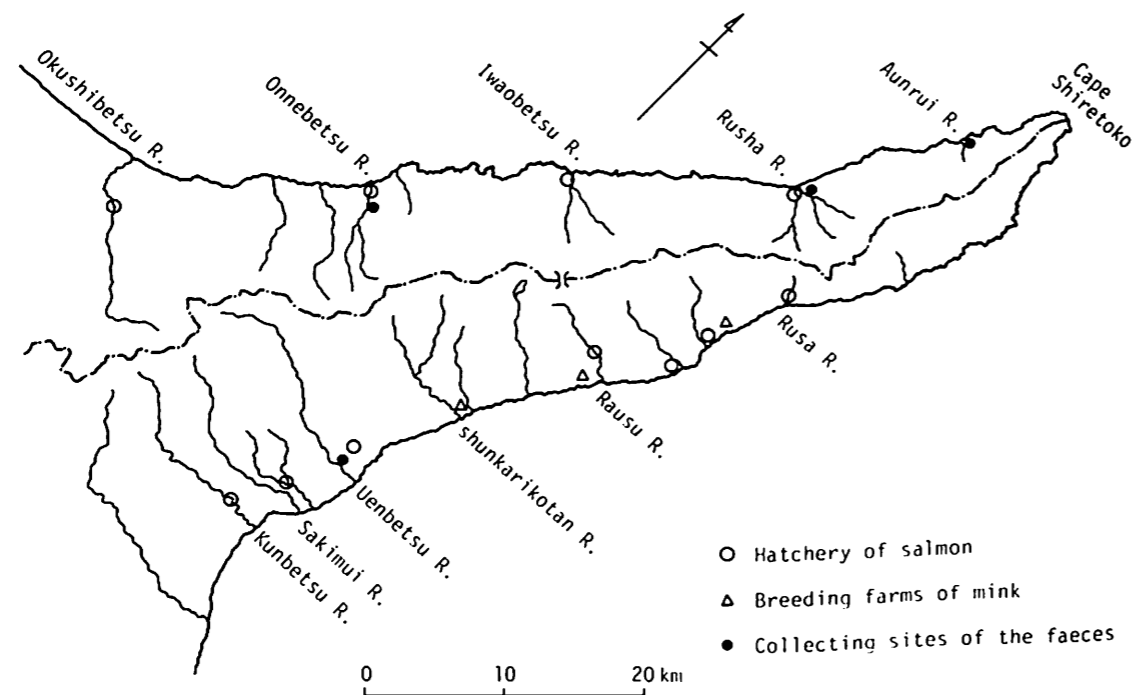 Okushibetsu R.
Onnebetsu R.
Iwaobetsu R.
Rusha R.
Aunrui R.
Cape
Shiretoko
Rusa R.
Rausu R.
shunkarikotan R.
Uenbetsu R.
Sakimui R.
Kunbetsu R.
Hatchery of salmon
Breeding farms of mink
Collecting sites of the faeces
0 10 20 km